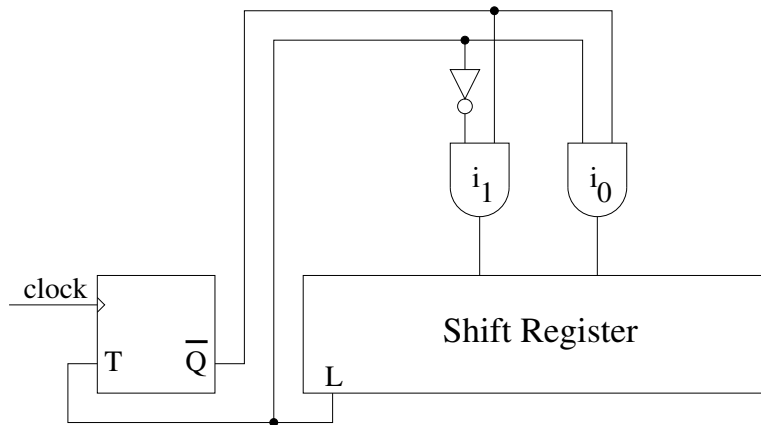 i1
i0
clock
T
Q̅
Shift Register
L